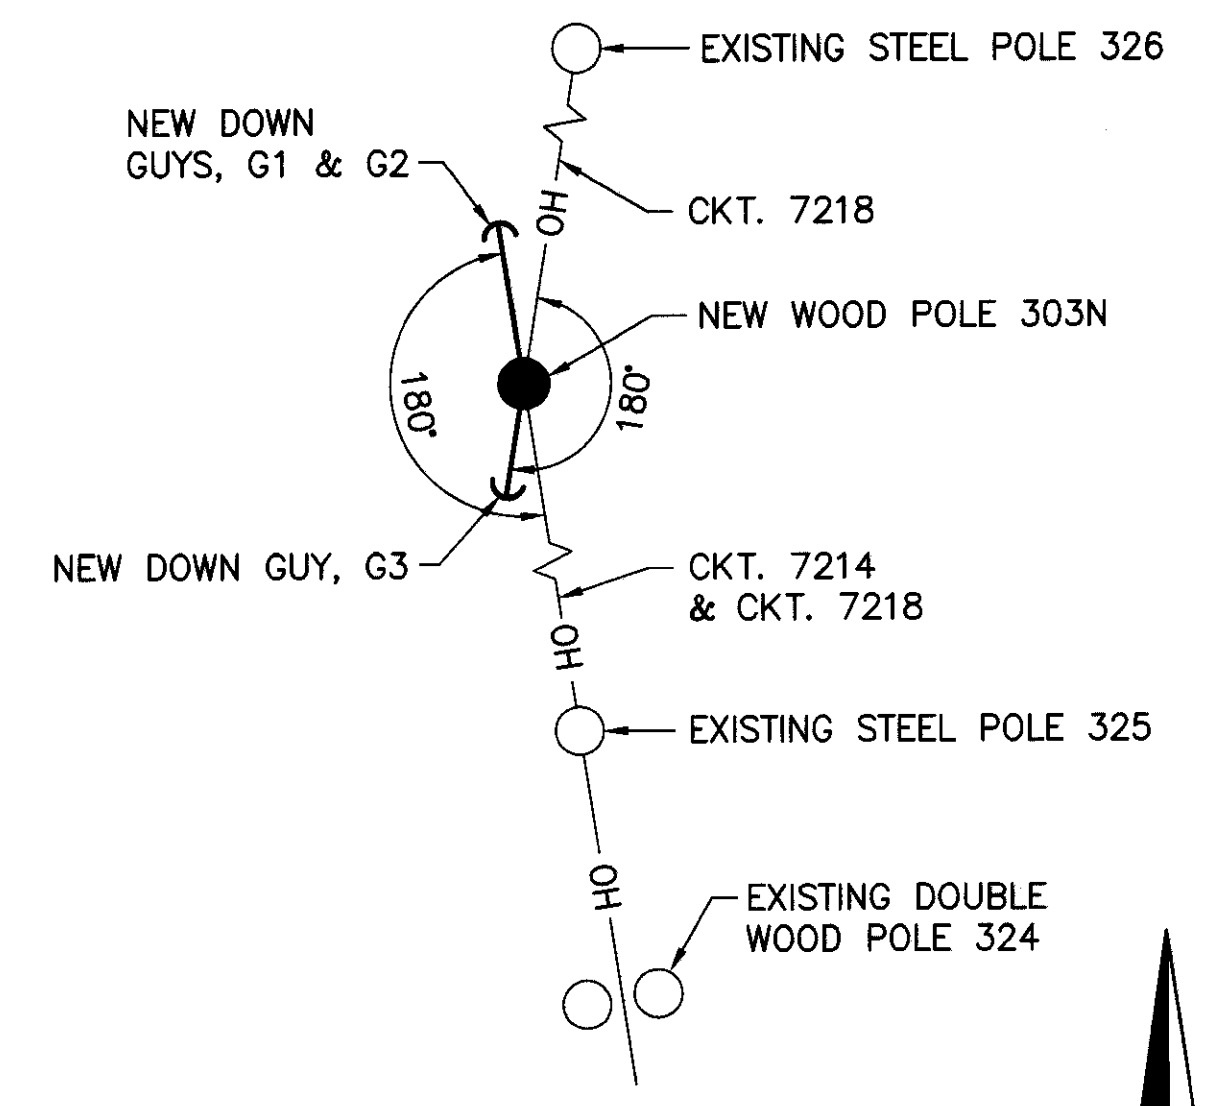 EXISTING STEEL POLE 326
NEW DOWN
GUYS, G1 & G2
CKT. 7218
OH
NEW WOOD POLE 303N
180°
180°
NEW DOWN GUY, G3
CKT. 7214
& CKT. 7218
OH
EXISTING STEEL POLE 325
OH
EXISTING DOUBLE
WOOD POLE 324